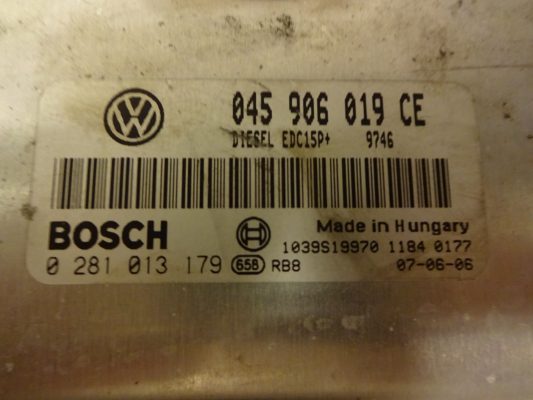 045 906 019 CE
DIESEL EDC15P+ 9746
BOSCH
Made in Hungary
1039S19970 1184 0177
0 281 013 179 658 RB8 07-06-06